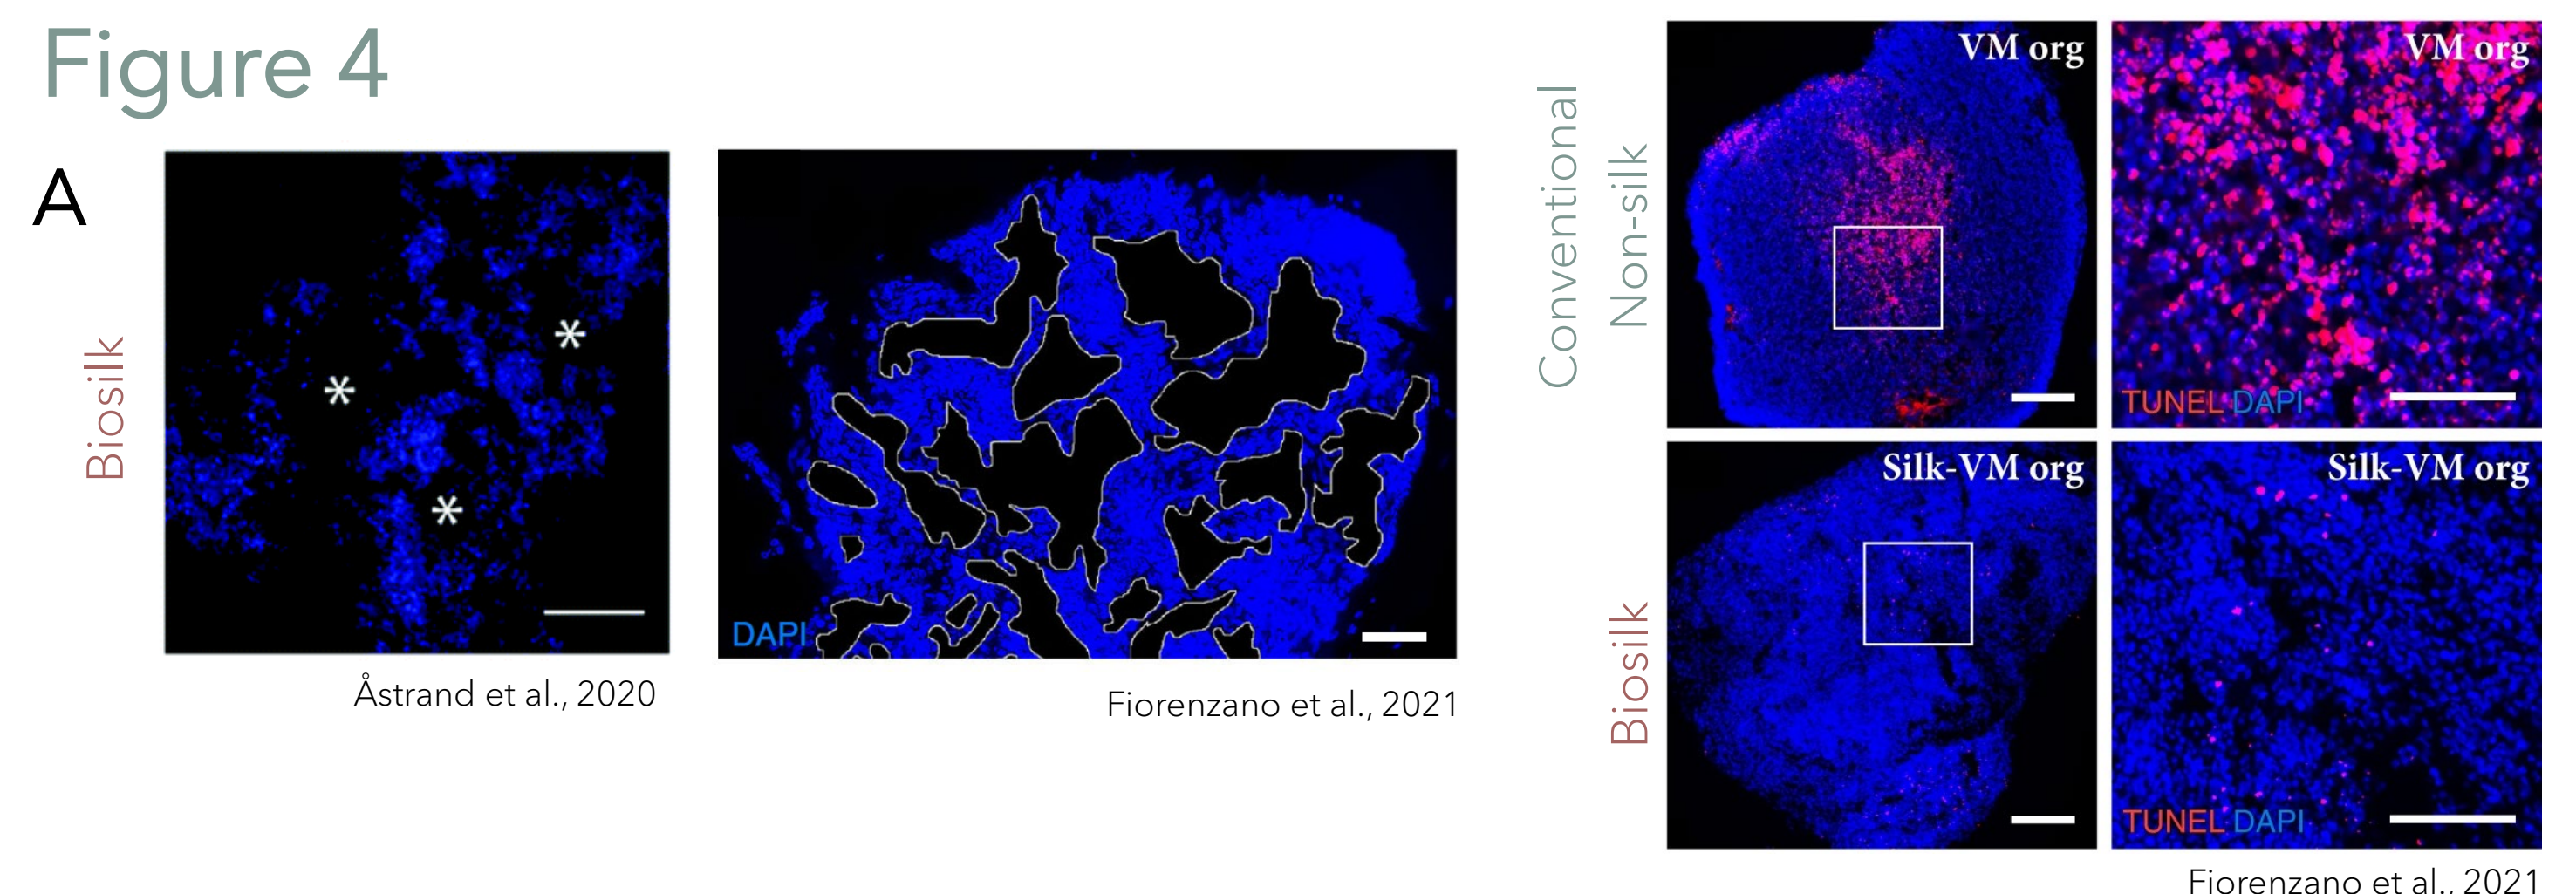 Figure 4
A
Biosilk
*
*
*
Åstrand et al., 2020
DAPI
Fiorenzano et al., 2021
Conventional
Non-silk
VM org
VM org
TUNEL DAPI
Biosilk
Silk-VM org
Silk-VM org
TUNEL DAPI
Fiorenzano et al., 2021